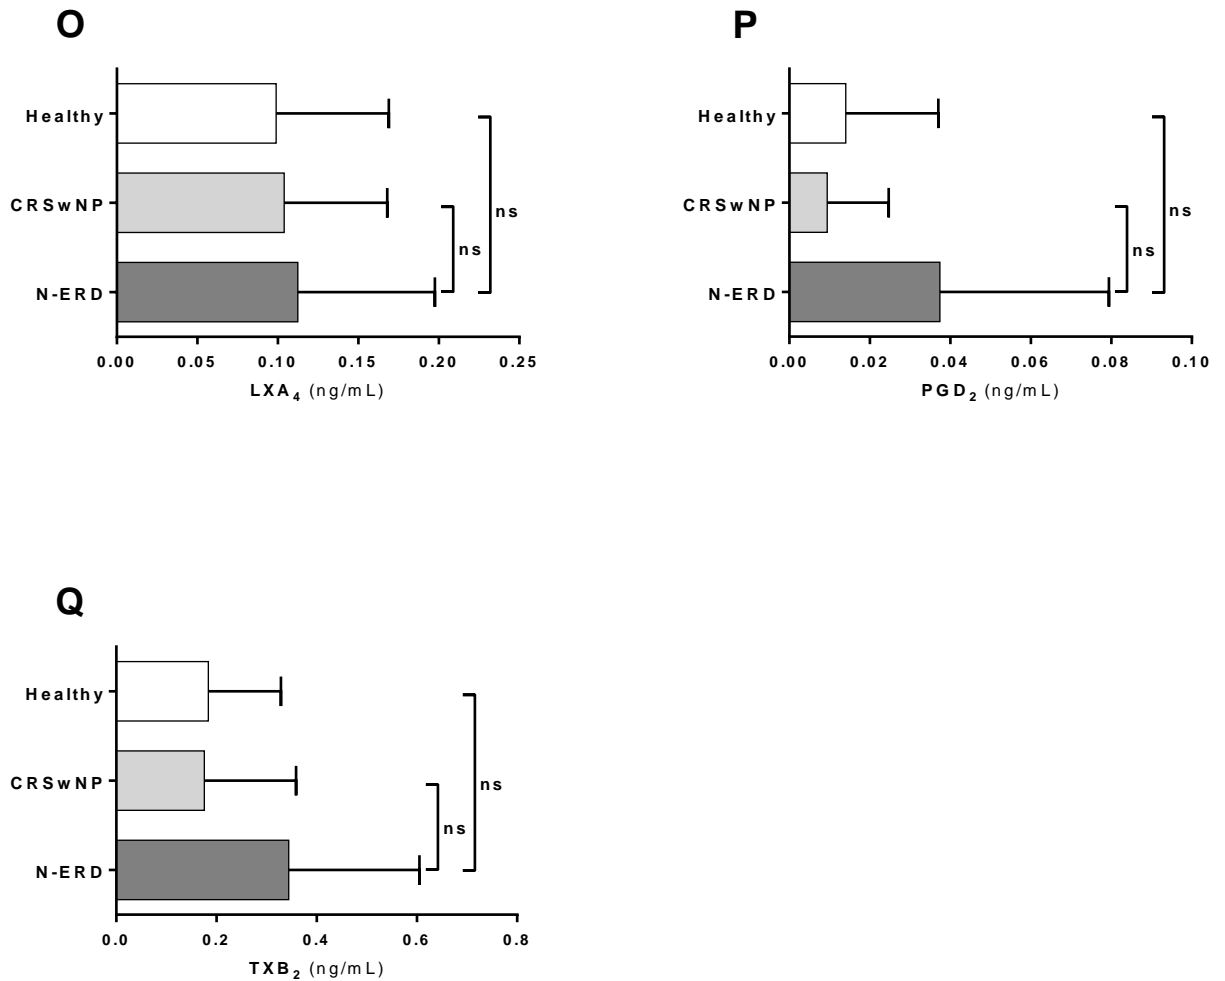 O
Healthy
CRSwNP
N-ERD
ns
ns
0.00 0.05 0.10 0.15 0.20 0.25
LXA₄ (ng/mL)
P
Healthy
CRSwNP
N-ERD
ns
ns
0.00 0.02 0.04 0.06 0.08 0.10
PGD₂ (ng/mL)
Q
Healthy
CRSwNP
N-ERD
ns
ns
0.0 0.2 0.4 0.6 0.8
TXB₂ (ng/mL)